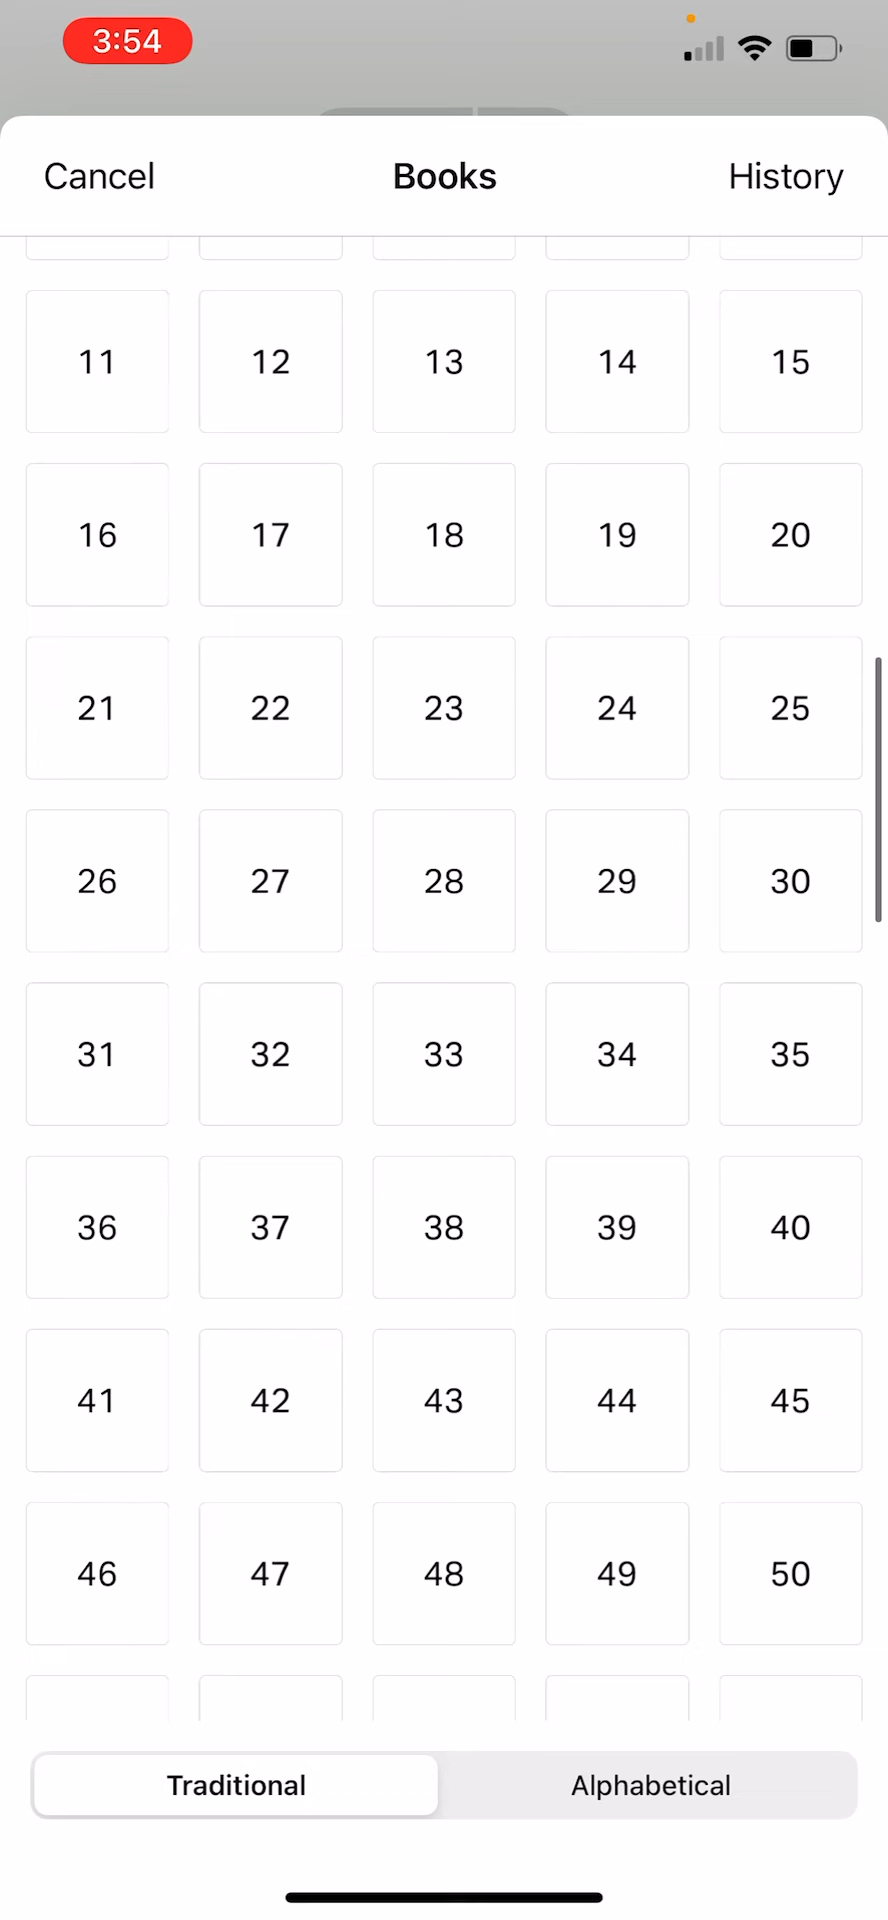 3:54
Cancel Books History
11 12 13 14 15
16 17 18 19 20
21 22 23 24 25
26 27 28 29 30
31 32 33 34 35
36 37 38 39 40
41 42 43 44 45
46 47 48 49 50
Traditional Alphabetical